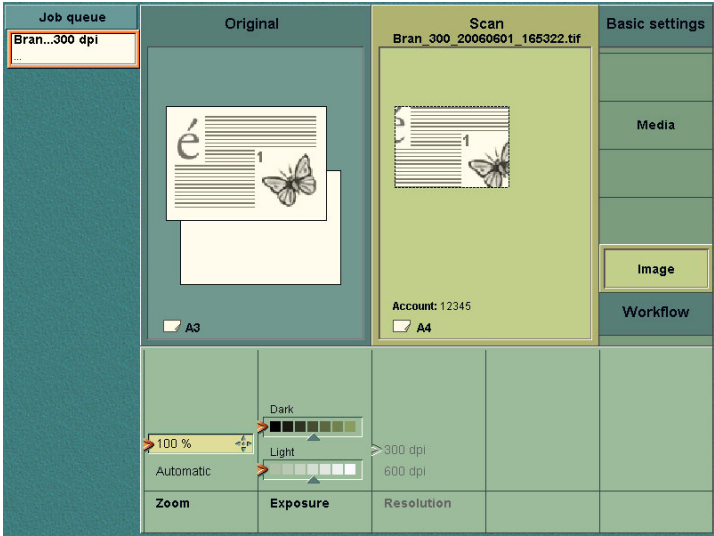 Job queue
Bran...300 dpi
...
Original
é
1
A3
Scan
Bran_300_20060601_165322.tif
é
1
Account: 12345
A4
Basic settings
Media
Image
Workflow
100 %
Automatic
Zoom
Dark
Light
Exposure
300 dpi
600 dpi
Resolution